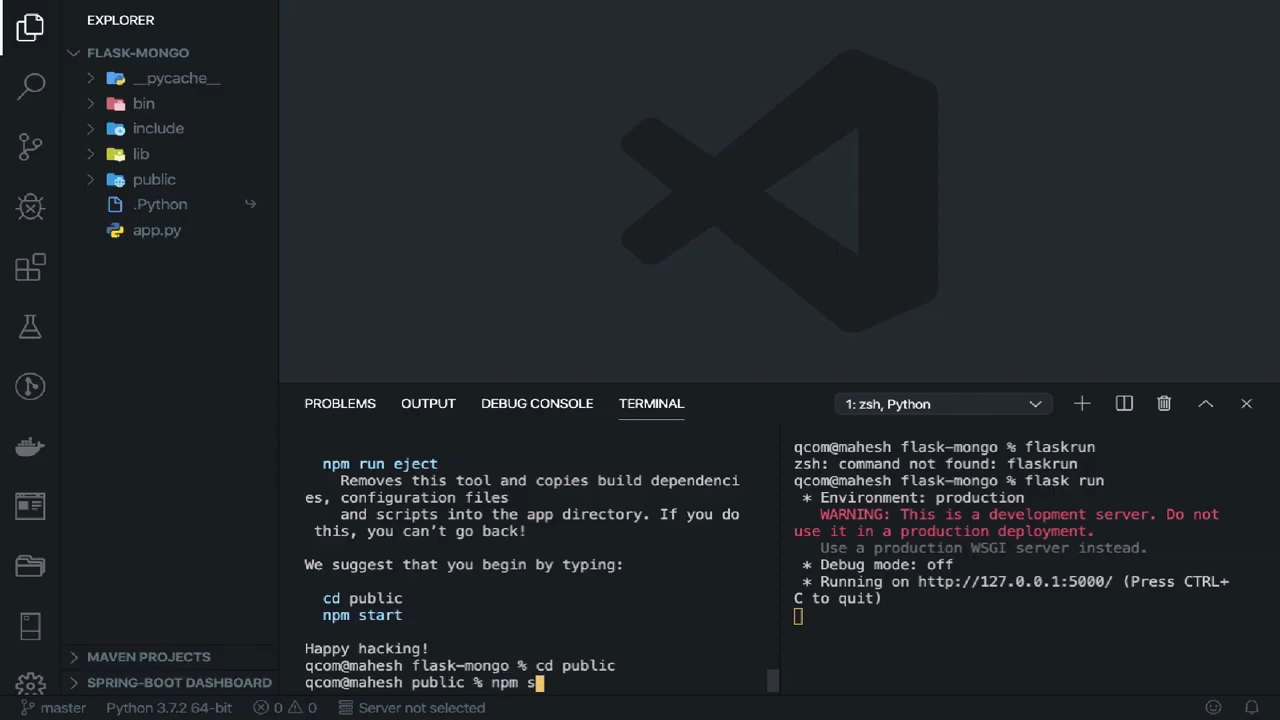 EXPLORER
FLASK-MONGO
__pycache__
bin
include
lib
public
.Python
app.py
MAVEN PROJECTS
SPRING-BOOT DASHBOARD
PROBLEMS OUTPUT DEBUG CONSOLE TERMINAL
1: zsh, Python
npm run eject
Removes this tool and copies build dependenci
es, configuration files
and scripts into the app directory. If you do
this, you can’t go back!
We suggest that you begin by typing:
cd public
npm start
Happy hacking!
qcom@mahesh flask-mongo % cd public
qcom@mahesh public % npm s
qcom@mahesh flask-mongo % flaskrun
zsh: command not found: flaskrun
qcom@mahesh flask-mongo % flask run
* Environment: production
WARNING: This is a development server. Do not
use it in a production deployment.
Use a production WSGI server instead.
* Debug mode: off
* Running on http://127.0.0.1:5000/ (Press CTRL+
C to quit)
master Python 3.7.2 64-bit 0 0 Server not selected